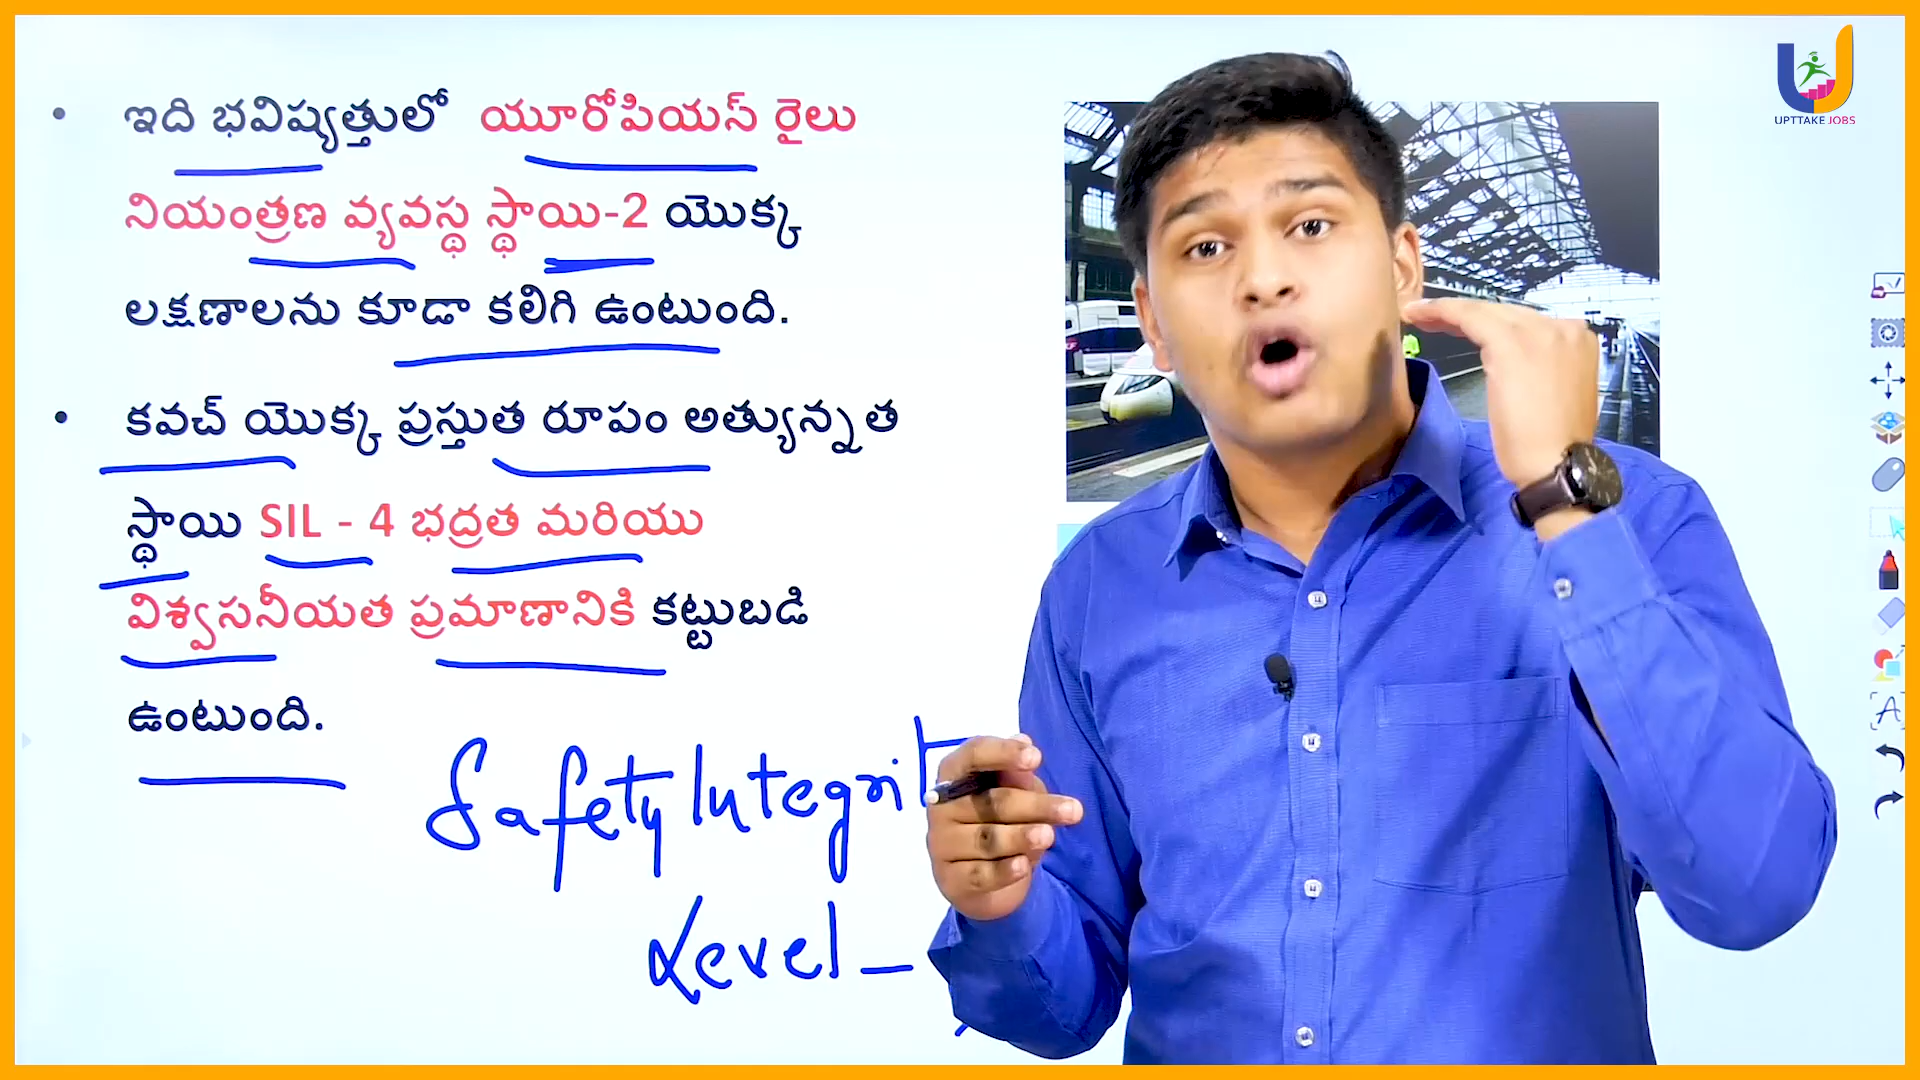 • ఇది భవిష్యత్తులో యూరోపియన్ రైలు
నియంత్రణ వ్యవస్థ స్థాయి-2 యొక్క
లక్షణాలను కూడా కలిగి ఉంటుంది.
• కవచ్ యొక్క ప్రస్తుత రూపం అత్యున్నత
స్థాయి SIL - 4 భద్రత మరియు
విశ్వసనీయత ప్రమాణానికి కట్టుబడి
ఉంటుంది.
Safety Integrit
Level -
UPTTAKE JOBS